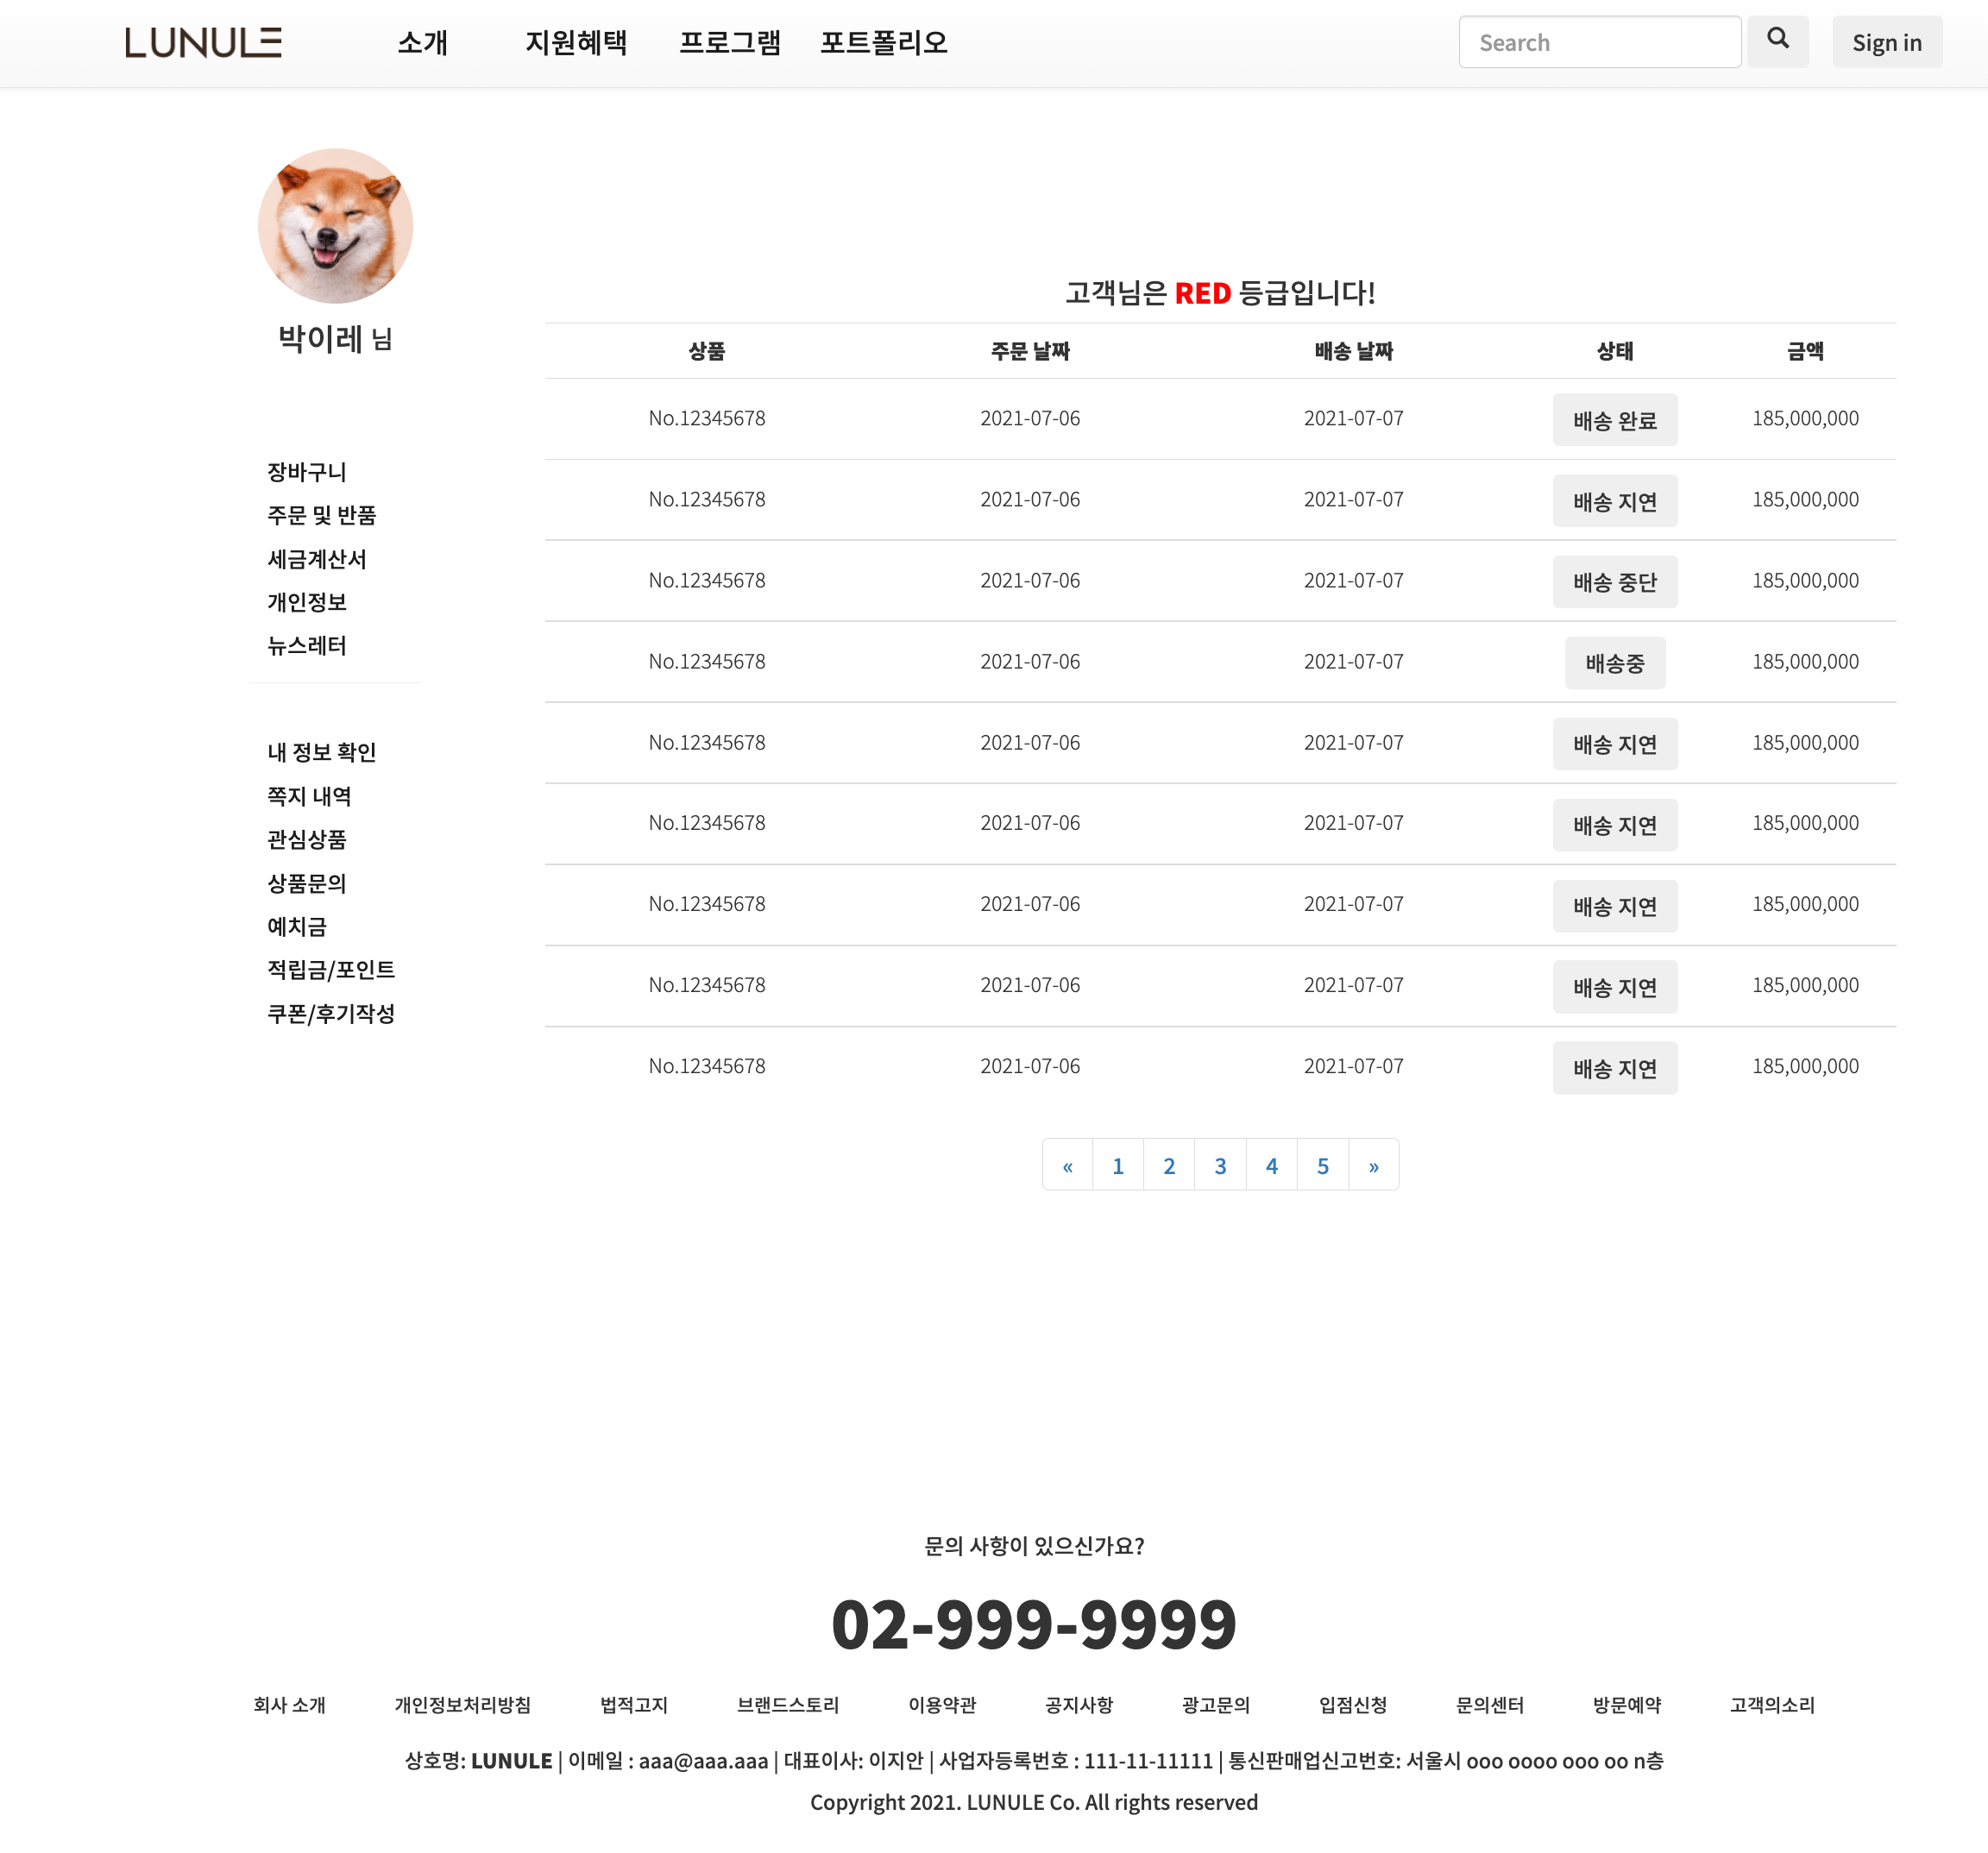 LUNULE 소개 지원혜택 프로그램 포트폴리오 Search Sign in
박이레 님
장바구니
주문 및 반품
세금계산서
개인정보
뉴스레터
내 정보 확인
쪽지 내역
관심상품
상품문의
예치금
적립금/포인트
쿠폰/후기작성
고객님은 RED 등급입니다!
상품 주문 날짜 배송 날짜 상태 금액
No.12345678 2021-07-06 2021-07-07 배송 완료 185,000,000
No.12345678 2021-07-06 2021-07-07 배송 지연 185,000,000
No.12345678 2021-07-06 2021-07-07 배송 중단 185,000,000
No.12345678 2021-07-06 2021-07-07 배송중 185,000,000
No.12345678 2021-07-06 2021-07-07 배송 지연 185,000,000
No.12345678 2021-07-06 2021-07-07 배송 지연 185,000,000
No.12345678 2021-07-06 2021-07-07 배송 지연 185,000,000
No.12345678 2021-07-06 2021-07-07 배송 지연 185,000,000
No.12345678 2021-07-06 2021-07-07 배송 지연 185,000,000
« 1 2 3 4 5 »
문의 사항이 있으신가요?
02-999-9999
회사 소개 개인정보처리방침 법적고지 브랜드스토리 이용약관 공지사항 광고문의 입점신청 문의센터 방문예약 고객의소리
상호명: LUNULE | 이메일 : aaa@aaa.aaa | 대표이사: 이지안 | 사업자등록번호 : 111-11-11111 | 통신판매업신고번호: 서울시 ooo oooo ooo oo n층
Copyright 2021. LUNULE Co. All rights reserved